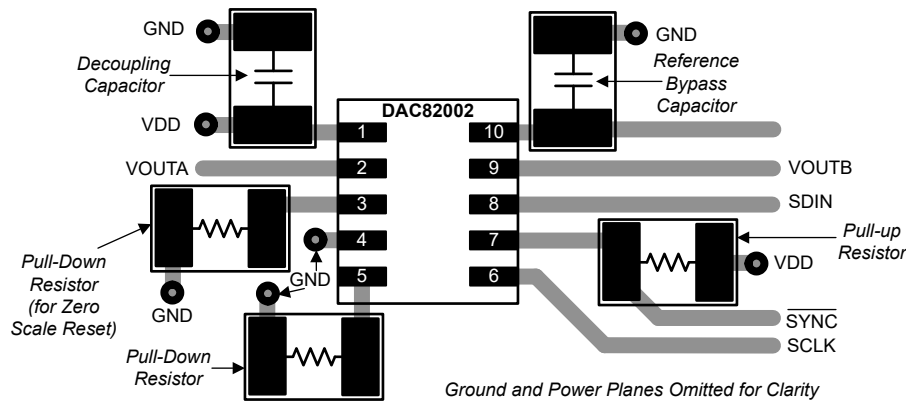 GND
Decoupling
Capacitor
VDD
VOUTA
DAC82002
1
2
3
4
5
10
9
8
7
6
GND
Reference
Bypass
Capacitor
VOUTB
SDIN
Pull-up
Resistor
VDD
SYNC
SCLK
Pull-Down
Resistor
(for Zero
Scale Reset)
GND
GND
Pull-Down
Resistor
Ground and Power Planes Omitted for Clarity